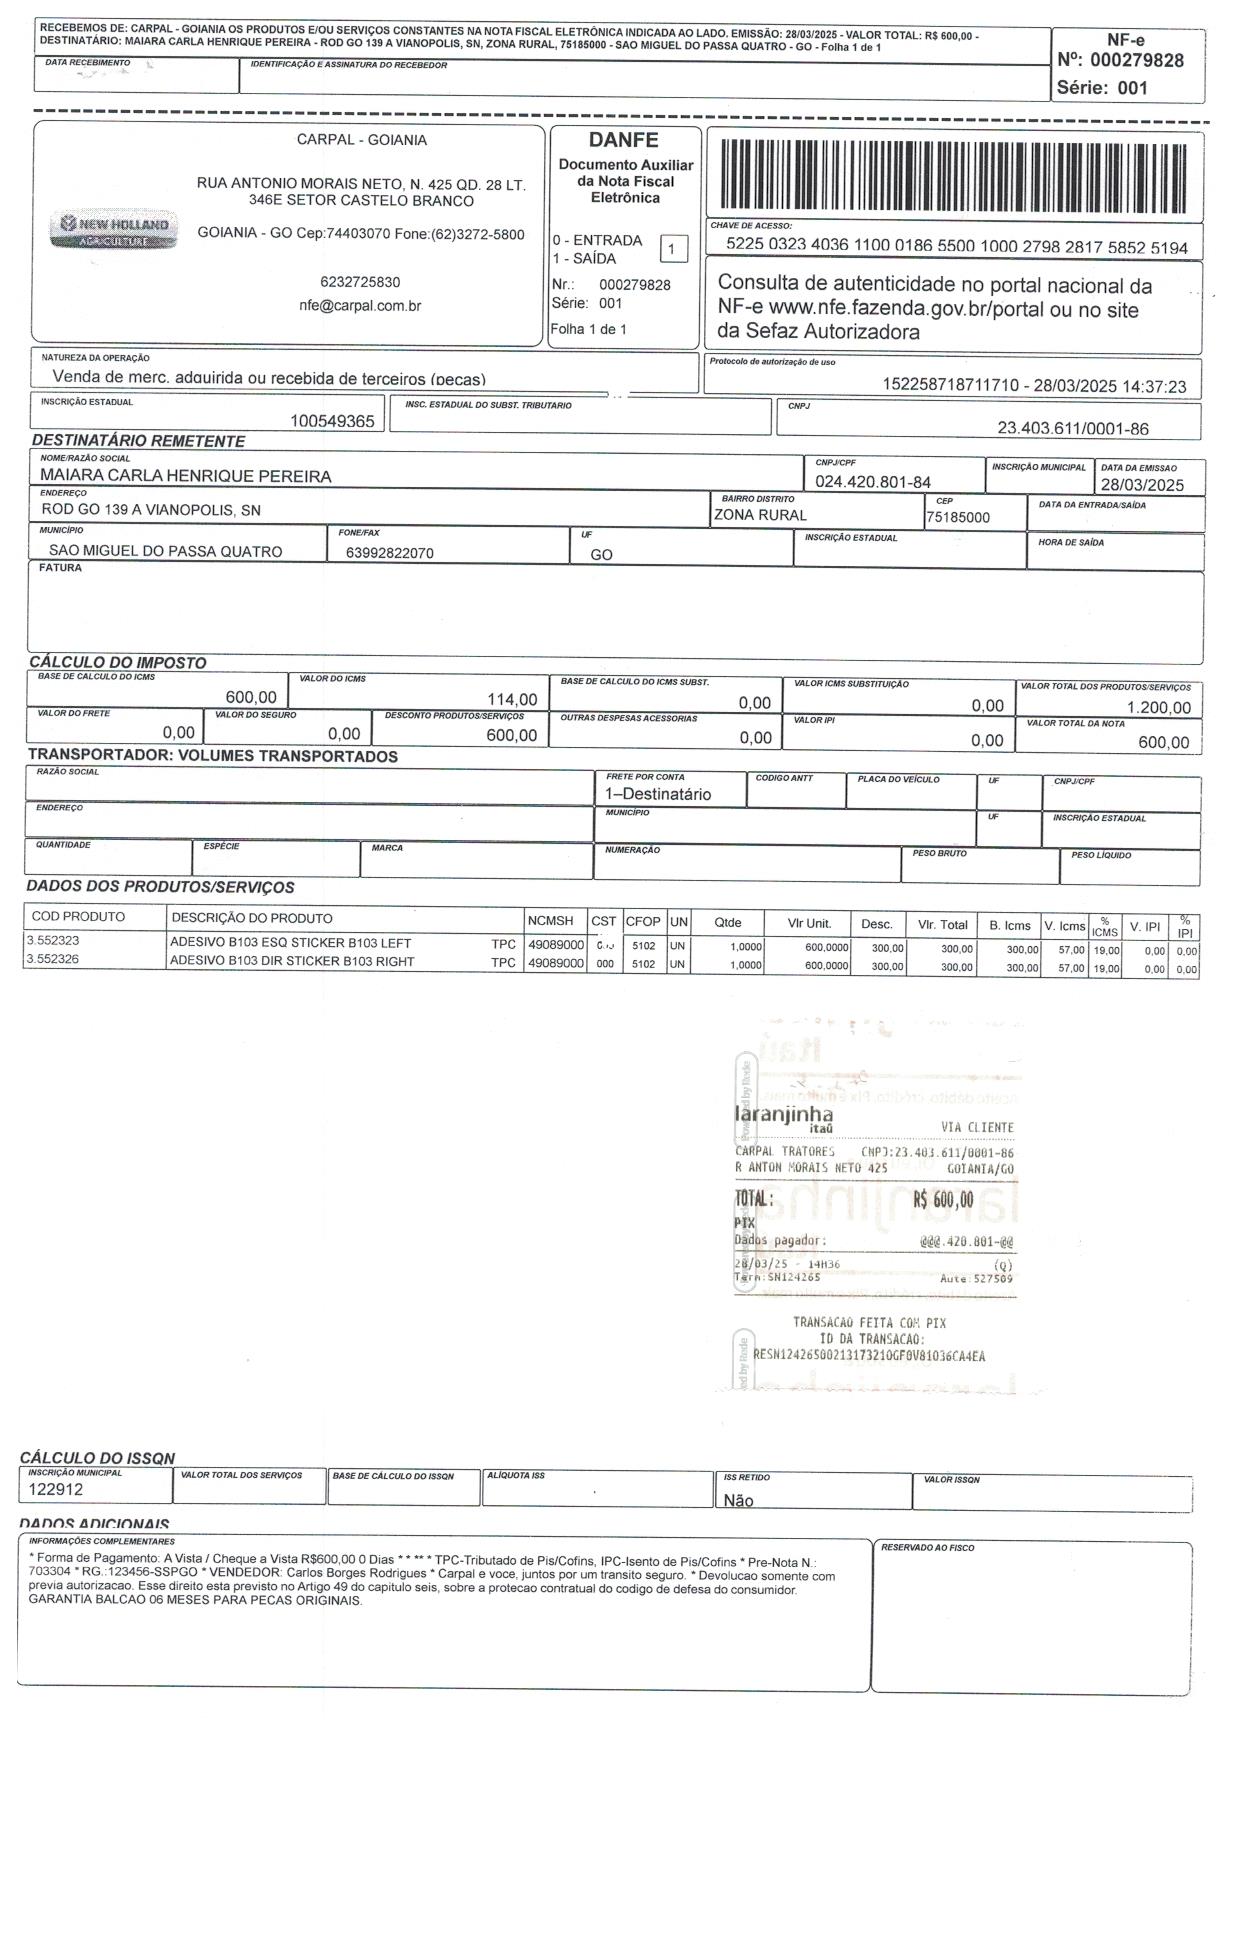 RECEBEMOS DE: CARPAL - GOIANIA OS PRODUTOS E/OU SERVIÇOS CONSTANTES NA NOTA FISCAL ELETRÔNICA INDICADA AO LADO. EMISSÃO: 28/03/2025 - VALOR TOTAL: R$ 600,00 -
DESTINATÁRIO: MAIARA CARLA HENRIQUE PEREIRA - ROD GO 139 A VIANOPOLIS, SN, ZONA RURAL, 75185000 - SAO MIGUEL DO PASSA QUATRO - GO - Folha 1 de 1
NF-e
Nº: 000279828
Série: 001
DATA RECEBIMENTO
IDENTIFICAÇÃO E ASSINATURA DO RECEBEDOR
NEW HOLLAND
AGRICULTURE
CARPAL - GOIANIA
RUA ANTONIO MORAIS NETO, N. 425 QD. 28 LT.
346E SETOR CASTELO BRANCO
GOIANIA - GO Cep:74403070 Fone:(62)3272-5800
6232725830
nfe@carpal.com.br
DANFE
Documento Auxiliar
da Nota Fiscal
Eletrônica
0 - ENTRADA
1 - SAÍDA
1
Nr.: 000279828
Série: 001
Folha 1 de 1
CHAVE DE ACESSO:
5225 0323 4036 1100 0186 5500 1000 2798 2817 5852 5194
Consulta de autenticidade no portal nacional da
NF-e www.nfe.fazenda.gov.br/portal ou no site
da Sefaz Autorizadora
NATUREZA DA OPERAÇÃO
Venda de merc. adquirida ou recebida de terceiros (peças)
Protocolo de autorização de uso
152258718711710 - 28/03/2025 14:37:23
INSCRIÇÃO ESTADUAL
100549365
INSC. ESTADUAL DO SUBST. TRIBUTARIO
CNPJ
23.403.611/0001-86
DESTINATÁRIO REMETENTE
NOME/RAZÃO SOCIAL
MAIARA CARLA HENRIQUE PEREIRA
CNPJ/CPF
024.420.801-84
INSCRIÇÃO MUNICIPAL
DATA DA EMISSAO
28/03/2025
ENDEREÇO
ROD GO 139 A VIANOPOLIS, SN
BAIRRO DISTRITO
ZONA RURAL
CEP
75185000
DATA DA ENTRADA/SAÍDA
MUNICÍPIO
SAO MIGUEL DO PASSA QUATRO
FONE/FAX
63992822070
UF
GO
INSCRIÇÃO ESTADUAL
HORA DE SAÍDA
FATURA
CÁLCULO DO IMPOSTO
BASE DE CALCULO DO ICMS
600,00
VALOR DO ICMS
114,00
BASE DE CALCULO DO ICMS SUBST.
0,00
VALOR ICMS SUBSTITUIÇÃO
0,00
VALOR TOTAL DOS PRODUTOS/SERVIÇOS
1.200,00
VALOR DO FRETE
0,00
VALOR DO SEGURO
0,00
DESCONTO PRODUTOS/SERVIÇOS
600,00
OUTRAS DESPESAS ACESSORIAS
0,00
VALOR IPI
0,00
VALOR TOTAL DA NOTA
600,00
TRANSPORTADOR: VOLUMES TRANSPORTADOS
RAZÃO SOCIAL
FRETE POR CONTA
1–Destinatário
CODIGO ANTT
PLACA DO VEÍCULO
UF
CNPJ/CPF
ENDEREÇO
MUNICÍPIO
UF
INSCRIÇÃO ESTADUAL
QUANTIDADE
ESPÉCIE
MARCA
NUMERAÇÃO
PESO BRUTO
PESO LÍQUIDO
DADOS DOS PRODUTOS/SERVIÇOS
COD PRODUTO DESCRIÇÃO DO PRODUTO NCMSH CST CFOP UN Qtde Vlr Unit. Desc. Vlr. Total B. Icms V. Icms % ICMS V. IPI % IPI
3.552323 ADESIVO B103 ESQ STICKER B103 LEFT TPC 49089000 5102 UN 1,0000 600,0000 300,00 300,00 300,00 57,00 19,00 0,00 0,00
3.552326 ADESIVO B103 DIR STICKER B103 RIGHT TPC 49089000 000 5102 UN 1,0000 600,0000 300,00 300,00 300,00 57,00 19,00 0,00 0,00
Powered by Rede
laranjinha
itaú
VIA CLIENTE
CARPAL TRATORES CNPJ:23.403.611/0001-86
R ANTON MORAIS NETO 425 GOIANIA/GO
TOTAL: R$ 600,00
PIX
Dados pagador: @@@.420.801-@@
28/03/25 - 14H36 (Q)
Term:SN124265 Aute:527509
TRANSACAO FEITA COM PIX
ID DA TRANSACAO:
RESN12426500213173210GF0V81036CA4EA
CÁLCULO DO ISSQN
INSCRIÇÃO MUNICIPAL
122912
VALOR TOTAL DOS SERVIÇOS
BASE DE CÁLCULO DO ISSQN
ALÍQUOTA ISS
ISS RETIDO
Não
VALOR ISSQN
DADOS ADICIONAIS
INFORMAÇÕES COMPLEMENTARES
* Forma de Pagamento: A Vista / Cheque a Vista R$600,00 0 Dias * * ** * TPC-Tributado de Pis/Cofins, IPC-Isento de Pis/Cofins * Pre-Nota N.:
703304 * RG.:123456-SSPGO * VENDEDOR: Carlos Borges Rodrigues * Carpal e voce, juntos por um transito seguro. * Devolucao somente com
previa autorizacao. Esse direito esta previsto no Artigo 49 do capitulo seis, sobre a protecao contratual do codigo de defesa do consumidor.
GARANTIA BALCAO 06 MESES PARA PECAS ORIGINAIS.
RESERVADO AO FISCO